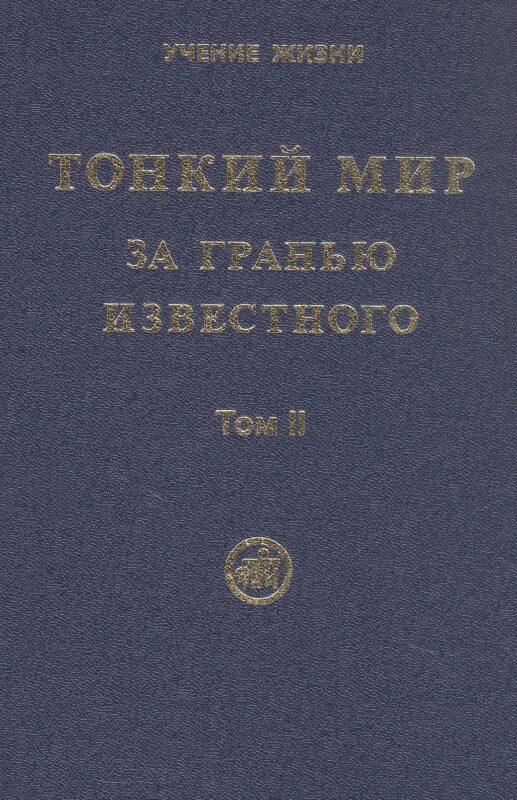 УЧЕНИЕ ЖИЗНИ
ТОНКИЙ МИР
ЗА ГРАНЬЮ
ИЗВЕСТНОГО
Том II